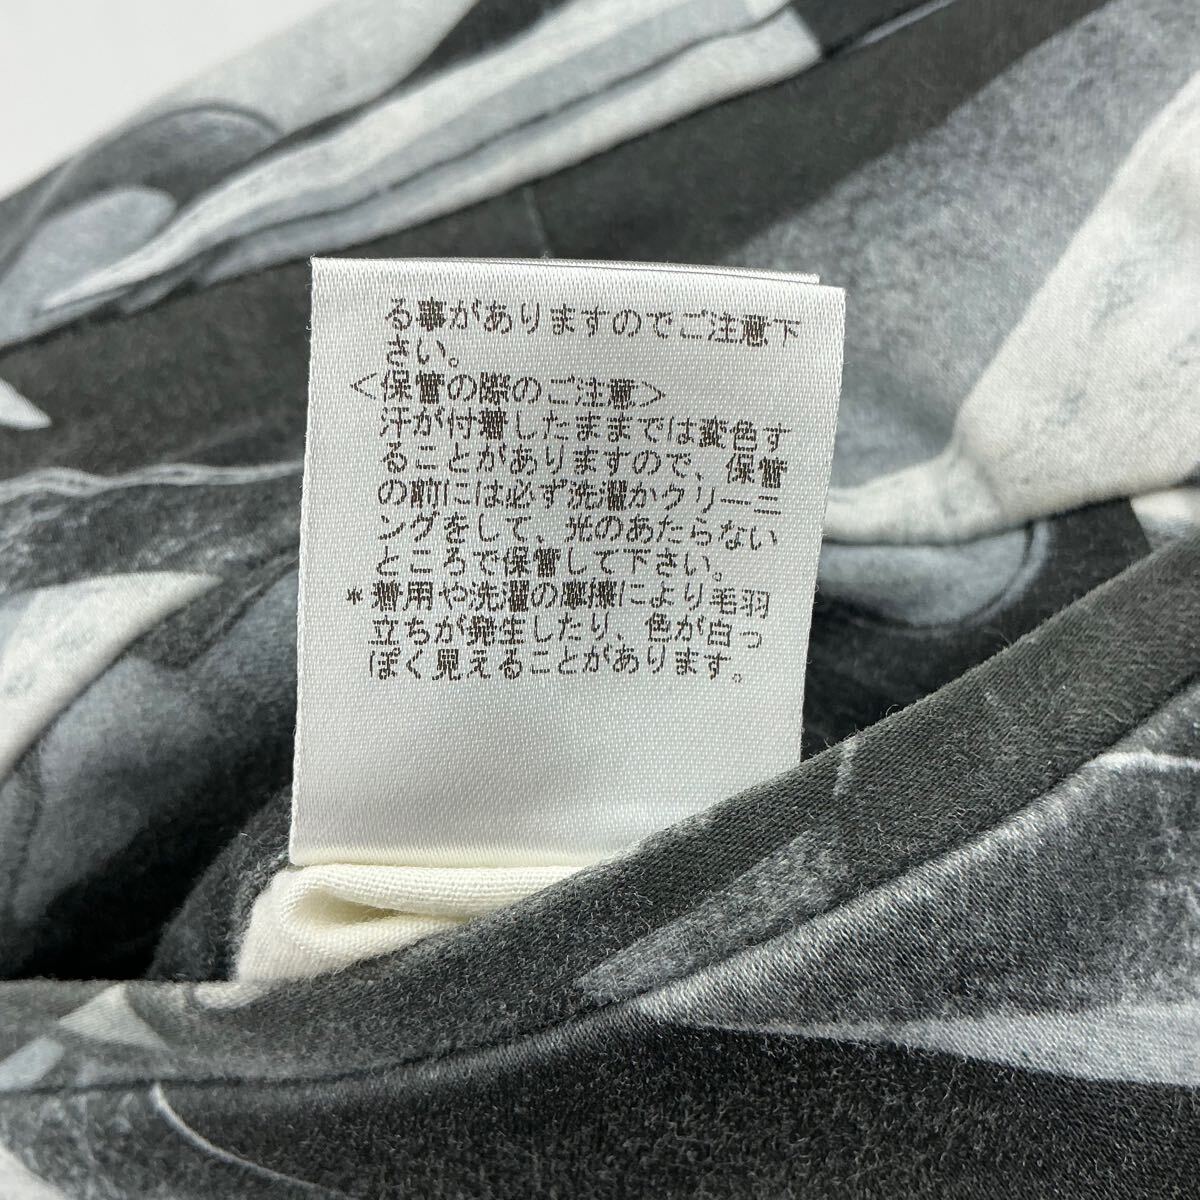 る事がありますのでご注意下
さい。
<保管の際のご注意>
汗が付着したままでは変色す
ることがありますので、保管
の前には必ず洗濯かクリーニ
ングをして、光のあたらない
ところで保管して下さい。
*着用や洗濯の摩擦により毛羽
立ちが発生したり、色が白っ
ぽく見えることがあります。